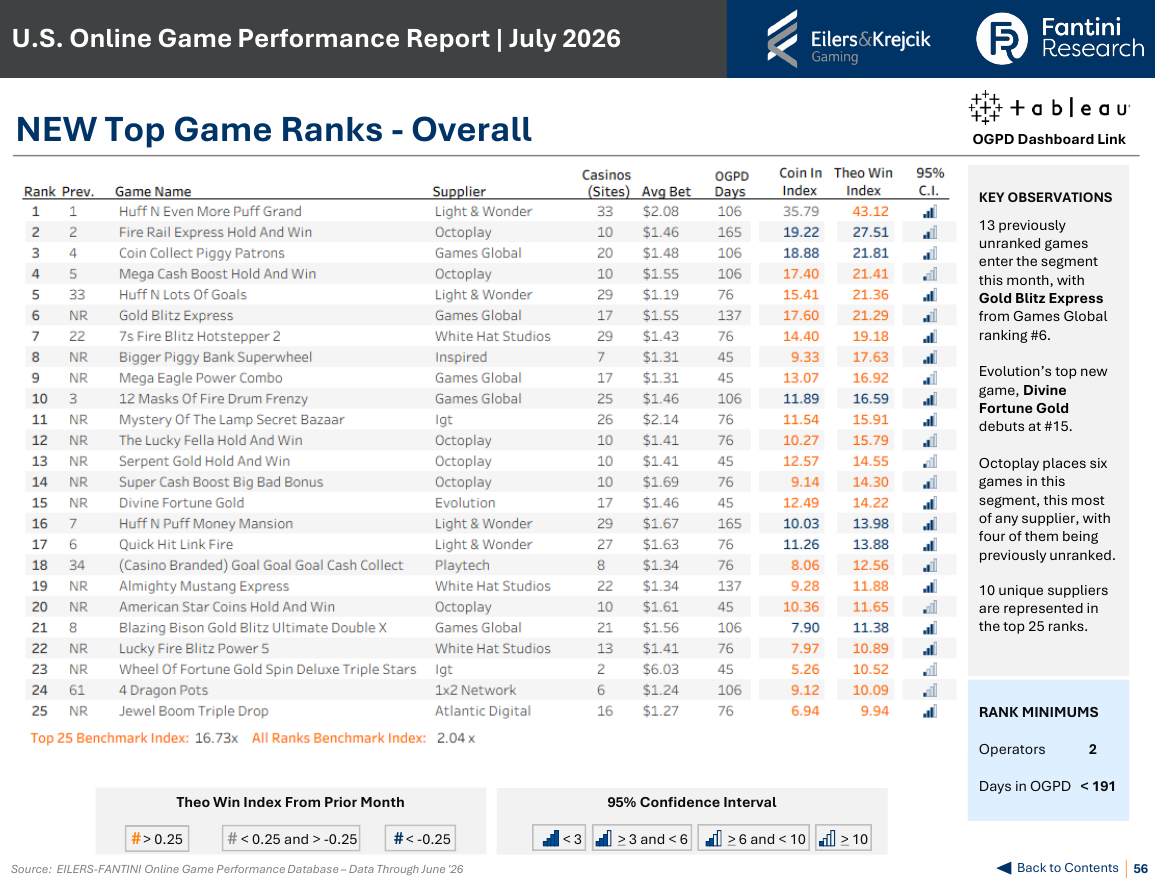 U.S. Online Game Performance Report | July 2026
Eilers&Krejcik
Gaming
Fantini
Research
NEW Top Game Ranks - Overall
+ a b | e a u
OGPD Dashboard Link
Casinos OGPD Coin In Theo Win 95%
Rank Prev. Game Name Supplier (Sites) Avg Bet Days Index Index C.I.
1 1 Huff N Even More Puff Grand Light & Wonder 33 $2.08 106 35.79 43.12
2 2 Fire Rail Express Hold And Win Octoplay 10 $1.46 165 19.22 27.51
3 4 Coin Collect Piggy Patrons Games Global 20 $1.48 106 18.88 21.81
4 5 Mega Cash Boost Hold And Win Octoplay 10 $1.55 106 17.40 21.41
5 33 Huff N Lots Of Goals Light & Wonder 29 $1.19 76 15.41 21.36
6 NR Gold Blitz Express Games Global 17 $1.55 137 17.60 21.29
7 22 7s Fire Blitz Hotstepper 2 White Hat Studios 29 $1.43 76 14.40 19.18
8 NR Bigger Piggy Bank Superwheel Inspired 7 $1.31 45 9.33 17.63
9 NR Mega Eagle Power Combo Games Global 17 $1.31 45 13.07 16.92
10 3 12 Masks Of Fire Drum Frenzy Games Global 25 $1.46 106 11.89 16.59
11 NR Mystery Of The Lamp Secret Bazaar Igt 26 $2.14 76 11.54 15.91
12 NR The Lucky Fella Hold And Win Octoplay 10 $1.41 76 10.27 15.79
13 NR Serpent Gold Hold And Win Octoplay 10 $1.41 45 12.57 14.55
14 NR Super Cash Boost Big Bad Bonus Octoplay 10 $1.69 76 9.14 14.30
15 NR Divine Fortune Gold Evolution 17 $1.46 45 12.49 14.22
16 7 Huff N Puff Money Mansion Light & Wonder 29 $1.67 165 10.03 13.98
17 6 Quick Hit Link Fire Light & Wonder 27 $1.63 76 11.26 13.88
18 34 (Casino Branded) Goal Goal Goal Cash Collect Playtech 8 $1.34 76 8.06 12.56
19 NR Almighty Mustang Express White Hat Studios 22 $1.34 137 9.28 11.88
20 NR American Star Coins Hold And Win Octoplay 10 $1.61 45 10.36 11.65
21 8 Blazing Bison Gold Blitz Ultimate Double X Games Global 21 $1.56 106 7.90 11.38
22 NR Lucky Fire Blitz Power 5 White Hat Studios 13 $1.41 76 7.97 10.89
23 NR Wheel Of Fortune Gold Spin Deluxe Triple Stars Igt 2 $6.03 45 5.26 10.52
24 61 4 Dragon Pots 1x2 Network 6 $1.24 106 9.12 10.09
25 NR Jewel Boom Triple Drop Atlantic Digital 16 $1.27 76 6.94 9.94
Top 25 Benchmark Index: 16.73x All Ranks Benchmark Index: 2.04 x
KEY OBSERVATIONS
13 previously
unranked games
enter the segment
this month, with
Gold Blitz Express
from Games Global
ranking #6.
Evolution's top new
game, Divine
Fortune Gold
debuts at #15.
Octoplay places six
games in this
segment, this most
of any supplier, with
four of them being
previously unranked.
10 unique suppliers
are represented in
the top 25 ranks.
RANK MINIMUMS
Operators 2
Days in OGPD < 191
Theo Win Index From Prior Month
# > 0.25 # < 0.25 and > -0.25 # < -0.25
95% Confidence Interval
< 3 ≥ 3 and < 6 ≥ 6 and < 10 ≥ 10
Source: EILERS-FANTINI Online Game Performance Database – Data Through June '26
Back to Contents 56